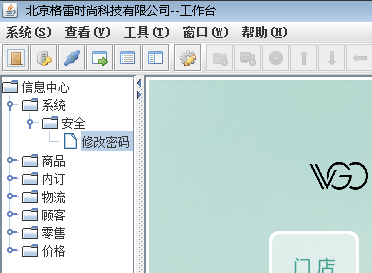 北京格雷时尚科技有限公司--工作台
系统(S) 查看(V) 工具(T) 窗口(W) 帮助(H)
信息中心
系统
安全
修改密码
商品
内订
物流
顾客
零售
价格
VGO
门店